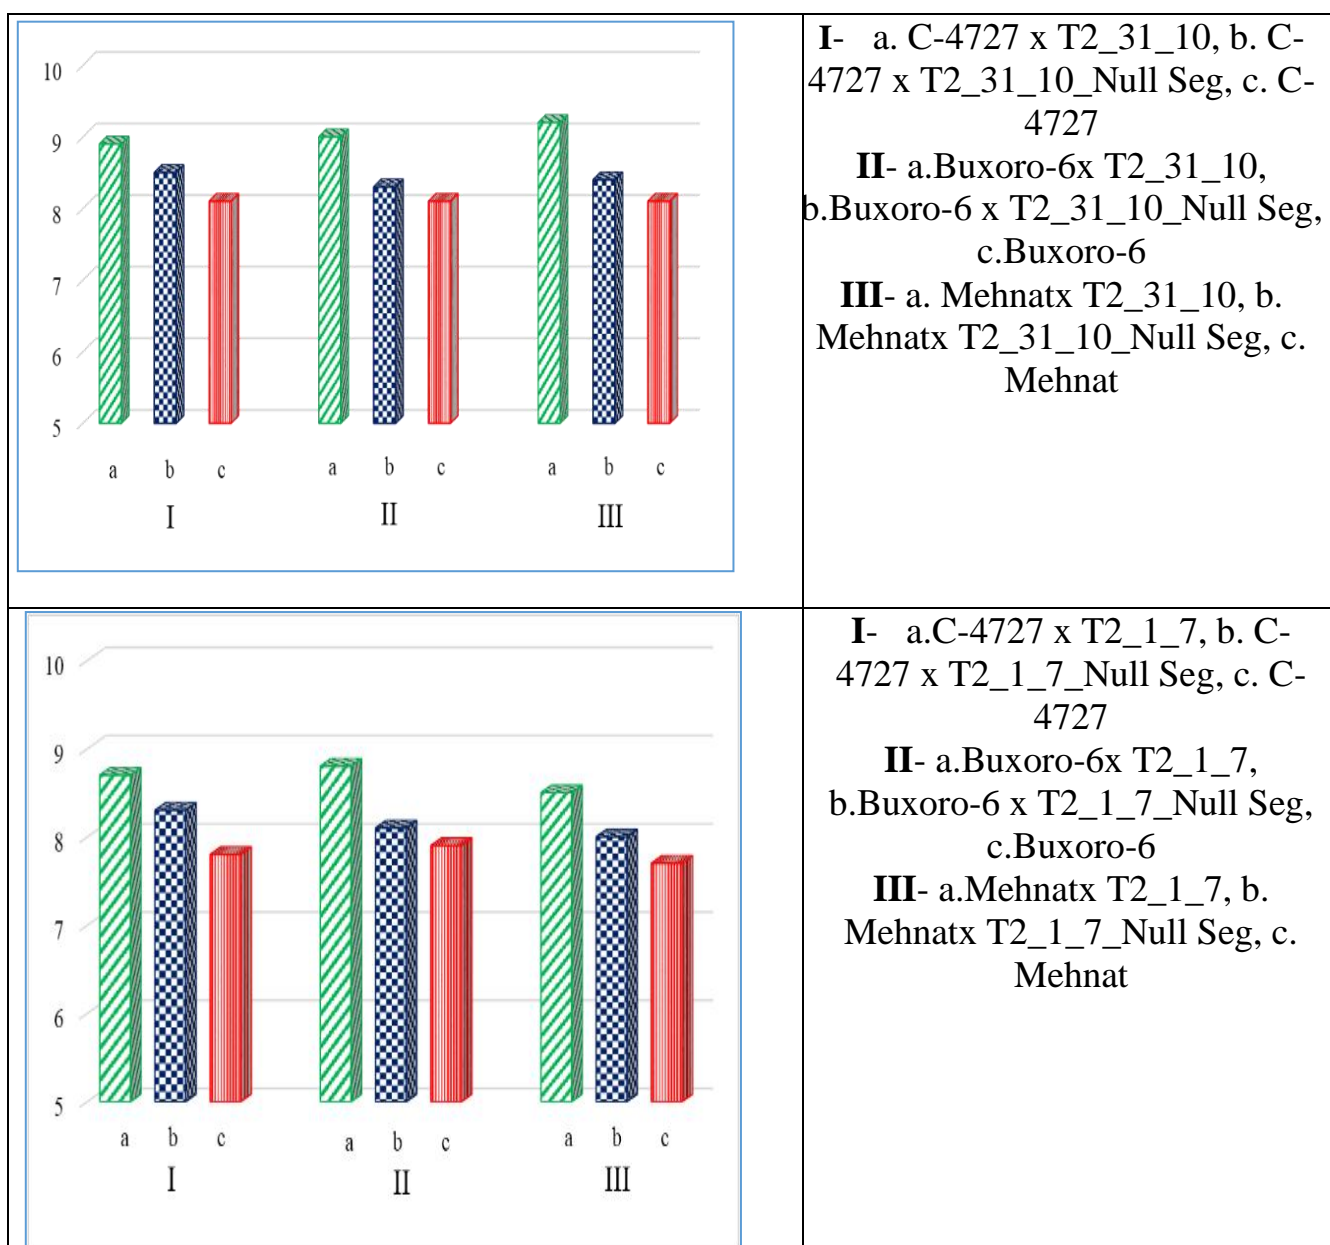 10
9
8
7
6
5
a b c a b c a b c
I II III
I- a. C-4727 x T2_31_10, b. C-
4727 x T2_31_10_Null Seg, c. C-
4727
II- a.Buxoro-6x T2_31_10,
b.Buxoro-6 x T2_31_10_Null Seg,
c.Buxoro-6
III- a. Mehnatx T2_31_10, b.
Mehnatx T2_31_10_Null Seg, c.
Mehnat
10
9
8
7
6
5
a b c a b c a b c
I II III
I- a.C-4727 x T2_1_7, b. C-
4727 x T2_1_7_Null Seg, c. C-
4727
II- a.Buxoro-6x T2_1_7,
b.Buxoro-6 x T2_1_7_Null Seg,
c.Buxoro-6
III- a.Mehnatx T2_1_7, b.
Mehnatx T2_1_7_Null Seg, c.
Mehnat